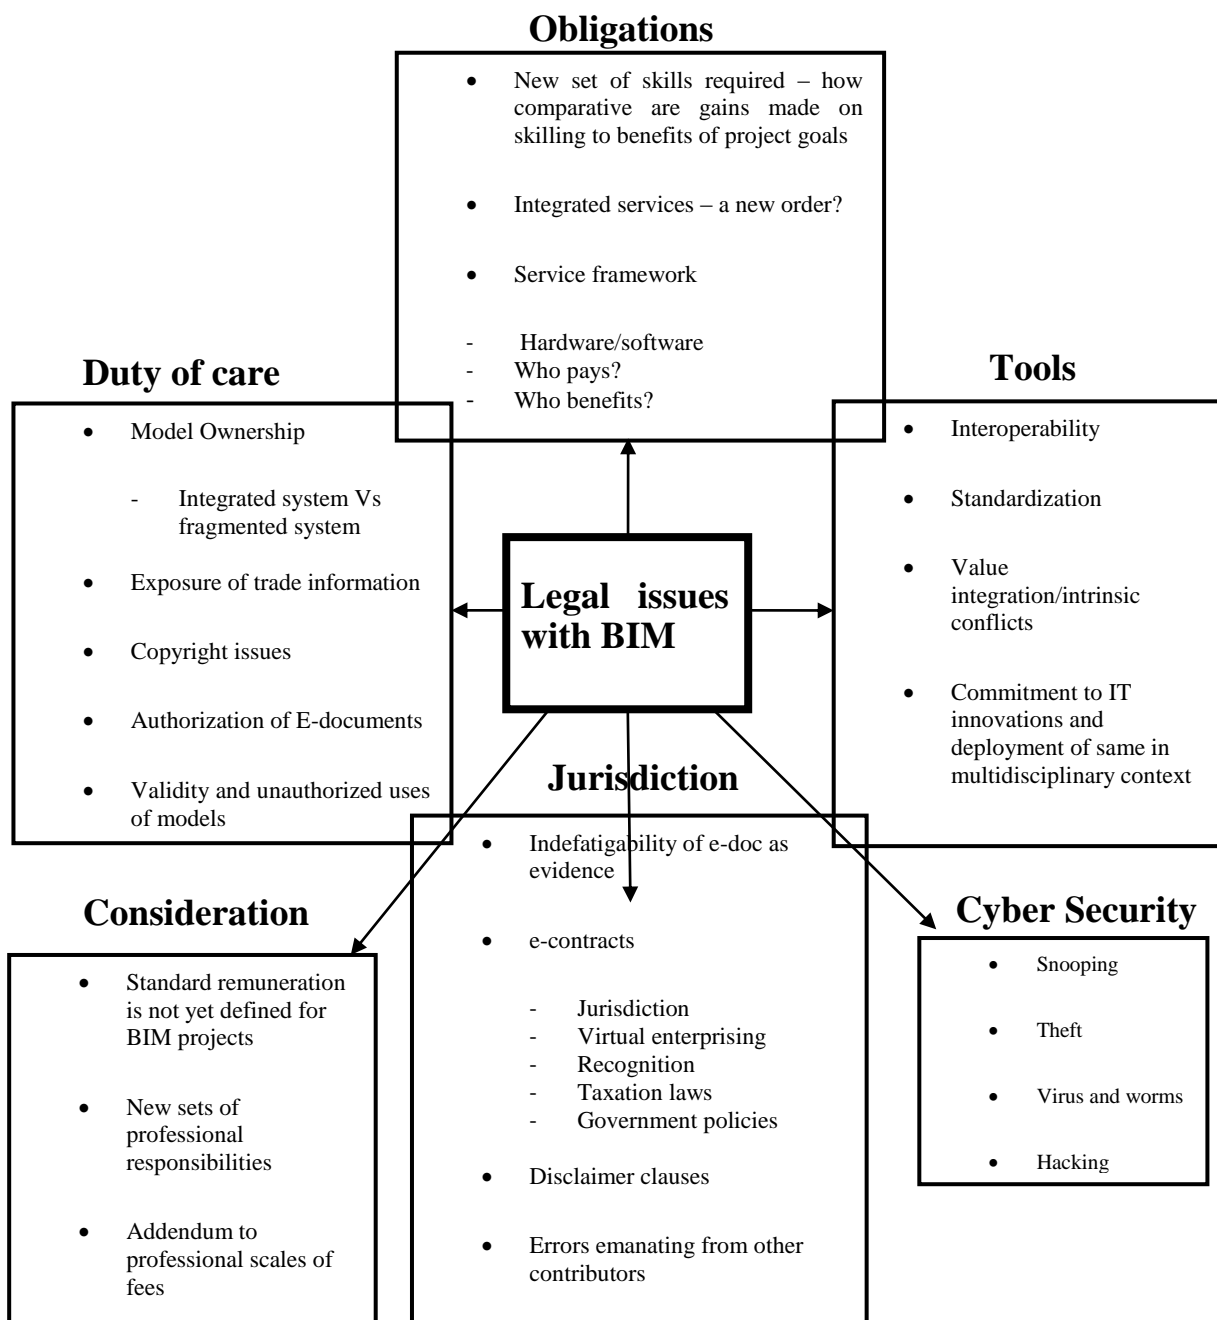 Obligations
• New set of skills required – how
comparative are gains made on
skilling to benefits of project goals
• Integrated services – a new order?
• Service framework
- Hardware/software
- Who pays?
- Who benefits?
Duty of care
• Model Ownership
- Integrated system Vs
fragmented system
• Exposure of trade information
• Copyright issues
• Authorization of E-documents
• Validity and unauthorized uses
of models
Legal issues
with BIM
Tools
• Interoperability
• Standardization
• Value
integration/intrinsic
conflicts
• Commitment to IT
innovations and
deployment of same in
multidisciplinary context
Consideration
• Standard remuneration
is not yet defined for
BIM projects
• New sets of
professional
responsibilities
• Addendum to
professional scales of
fees
Jurisdiction
• Indefatigability of e-doc as
evidence
• e-contracts
- Jurisdiction
- Virtual enterprising
- Recognition
- Taxation laws
- Government policies
• Disclaimer clauses
• Errors emanating from other
contributors
Cyber Security
• Snooping
• Theft
• Virus and worms
• Hacking